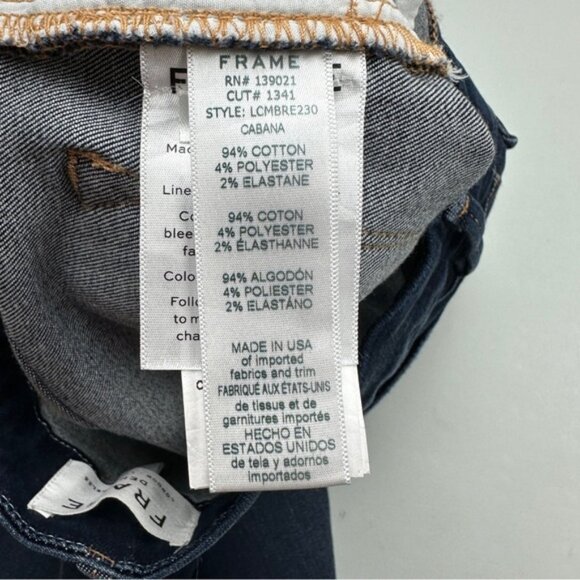 FRAME
RN# 139021
CUT# 1341
STYLE: LCMBRE230
CABANA
94% COTTON
4% POLYESTER
2% ELASTANE
94% COTON
4% POLYESTER
2% ÉLASTHANNE
94% ALGODÓN
4% POLIESTER
2% ELASTÁNO
MADE IN USA
of imported
fabrics and trim
FABRIQUÉ AUX ÉTATS-UNIS
de tissus et de
garnitures importés
HECHO EN
ESTADOS UNIDOS
de tela y adornos
importados
FRAME